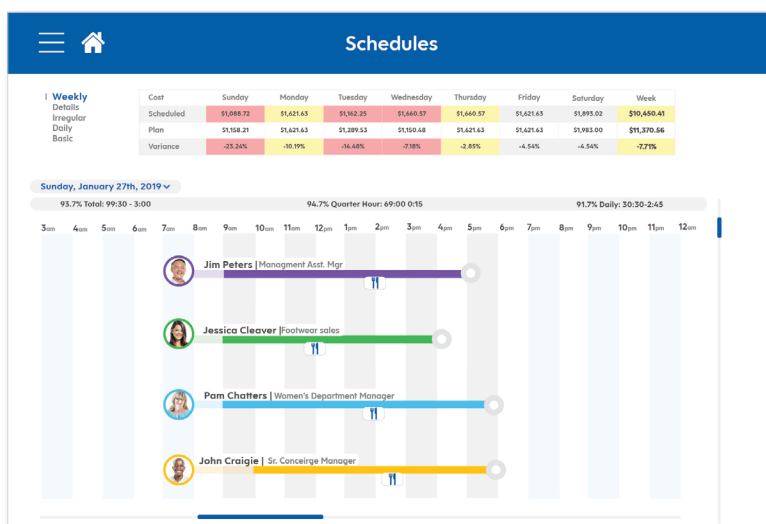 Schedules
Weekly
Details
Irregular
Daily
Basic
Cost Sunday Monday Tuesday Wednesday Thursday Friday Saturday Week
Scheduled $1,088.72 $1,621.63 $1,162.25 $1,660.57 $1,660.57 $1,621.63 $1,893.02 $10,450.41
Plan $1,158.21 $1,621.63 $1,289.53 $1,150.48 $1,621.63 $1,621.63 $1,983.00 $11,370.56
Variance -23.24% -10.19% -14.48% -7.18% -2.85% -4.54% -4.54% -7.71%
Sunday, January 27th, 2019
93.7% Total: 99:30 - 3:00 94.7% Quarter Hour: 69:00 0:15 91.7% Daily: 30:30-2:45
3am 4am 5am 6am 7am 8am 9am 10am 11am 12pm 1pm 2pm 3pm 4pm 5pm 6pm 7pm 8pm 9pm 10pm 11pm 12am
Jim Peters | Managment Asst. Mgr
Jessica Cleaver | Footwear sales
Pam Chatters | Women's Department Manager
John Craigie | Sr. Conceirge Manager